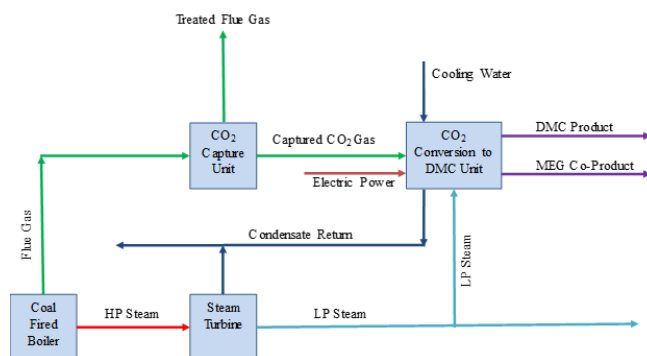 Treated Flue Gas
Cooling Water
CO2
Capture
Unit
Captured CO2 Gas
CO2
Conversion to
DMC Unit
DMC Product
MEG Co-Product
Electric Power
Flue Gas
Condensate Return
LP Steam
Coal
Fired
Boiler
HP Steam
Steam
Turbine
LP Steam